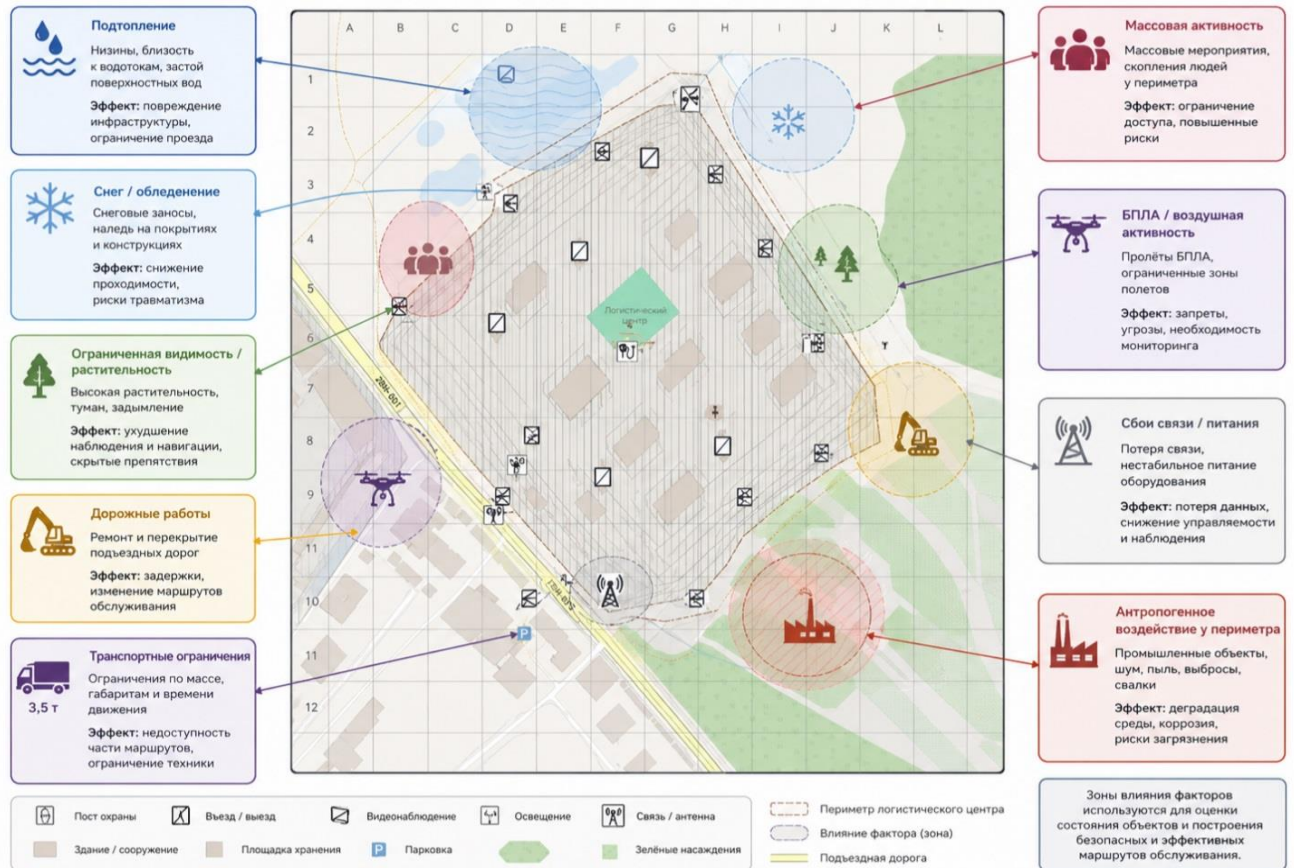 Подтопление
Низины, близость
к водотокам, застой
поверхностных вод
Эффект: повреждение
инфраструктуры,
ограничение проезда
Снег / обледенение
Снеговые заносы,
наледь на покрытиях
и конструкциях
Эффект: снижение
проходимости,
риски травматизма
Ограниченная видимость /
растительность
Высокая растительность,
туман, задымление
Эффект: ухудшение
наблюдения и навигации,
скрытые препятствия
Дорожные работы
Ремонт и перекрытие
подъездных дорог
Эффект: задержки,
изменение маршрутов
обслуживания
Транспортные ограничения
3,5 т
Ограничения по массе,
габаритам и времени
движения
Эффект: недоступность
части маршрутов,
ограничение техники
A B C D E F G H I J K L
1
2
3
4
5
6
7
8
9
11
10
11
12
Логистический
центр
P
Массовая активность
Массовые мероприятия,
скопления людей
у периметра
Эффект: ограничение
доступа, повышенные
риски
БПЛА / воздушная
активность
Пролёты БПЛА,
ограниченные зоны
полетов
Эффект: запреты,
угрозы, необходимость
мониторинга
Сбои связи / питания
Потеря связи,
нестабильное питание
оборудования
Эффект: потеря данных,
снижение управляемости
и наблюдения
Антропогенное
воздействие у периметра
Промышленные объекты,
шум, пыль, выбросы,
свалки
Эффект: деградация
среды, коррозия,
риски загрязнения
Зоны влияния факторов
используются для оценки
состояния объектов и построения
безопасных и эффективных
маршрутов обслуживания.
Пост охраны Въезд / выезд Видеонаблюдение Освещение Связь / антенна
Здание / сооружение Площадка хранения P Парковка Зелёные насаждения
Периметр логистического центра
Влияние фактора (зона)
Подъездная дорога